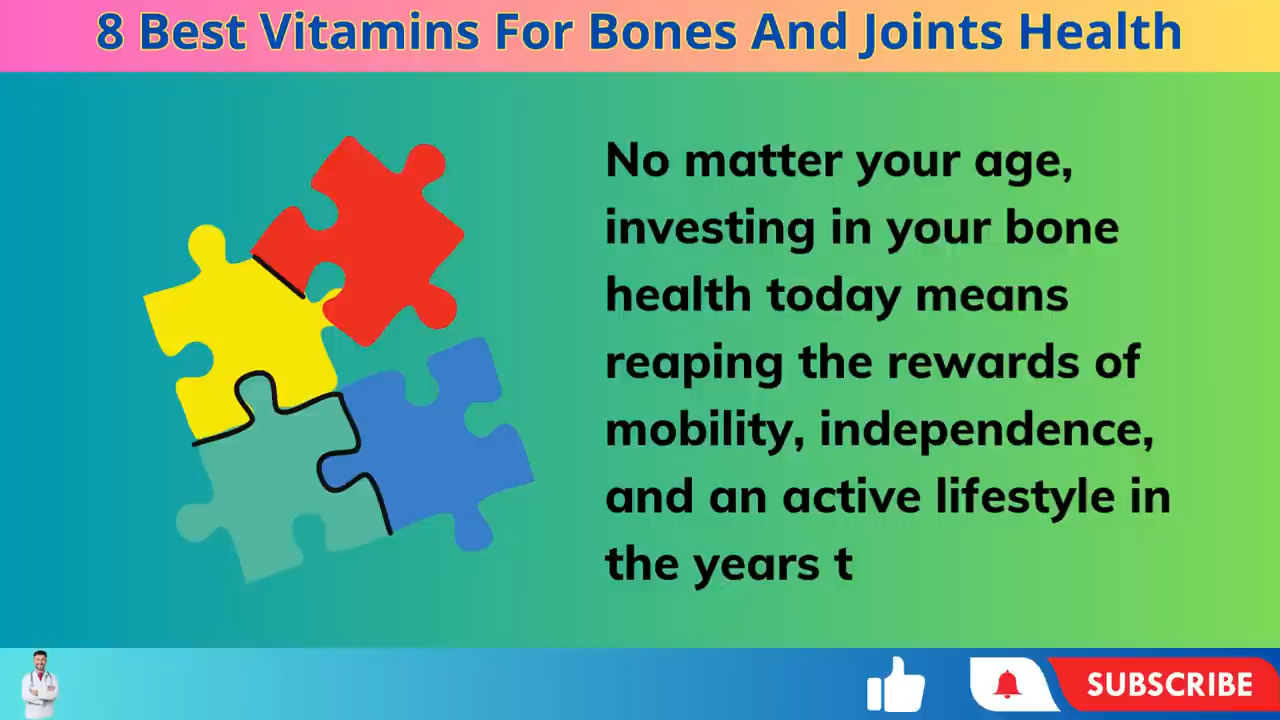 8 Best Vitamins For Bones And Joints Health
No matter your age,
investing in your bone
health today means
reaping the rewards of
mobility, independence,
and an active lifestyle in
the years t
SUBSCRIBE